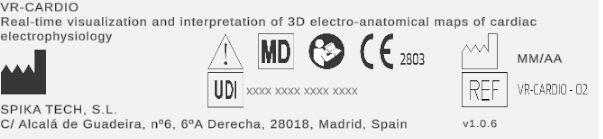 VR-CARDIO
Real-time visualization and interpretation of 3D electro-anatomical maps of cardiac
electrophysiology
MD CE 2803 MM/AA
UDI xxxx xxxx xxxx xxxx REF VR-CARDIO - 02
SPIKA TECH, S.L.
C/ Alcalá de Guadeira, nº6, 6ºA Derecha, 28018, Madrid, Spain v1.0.6